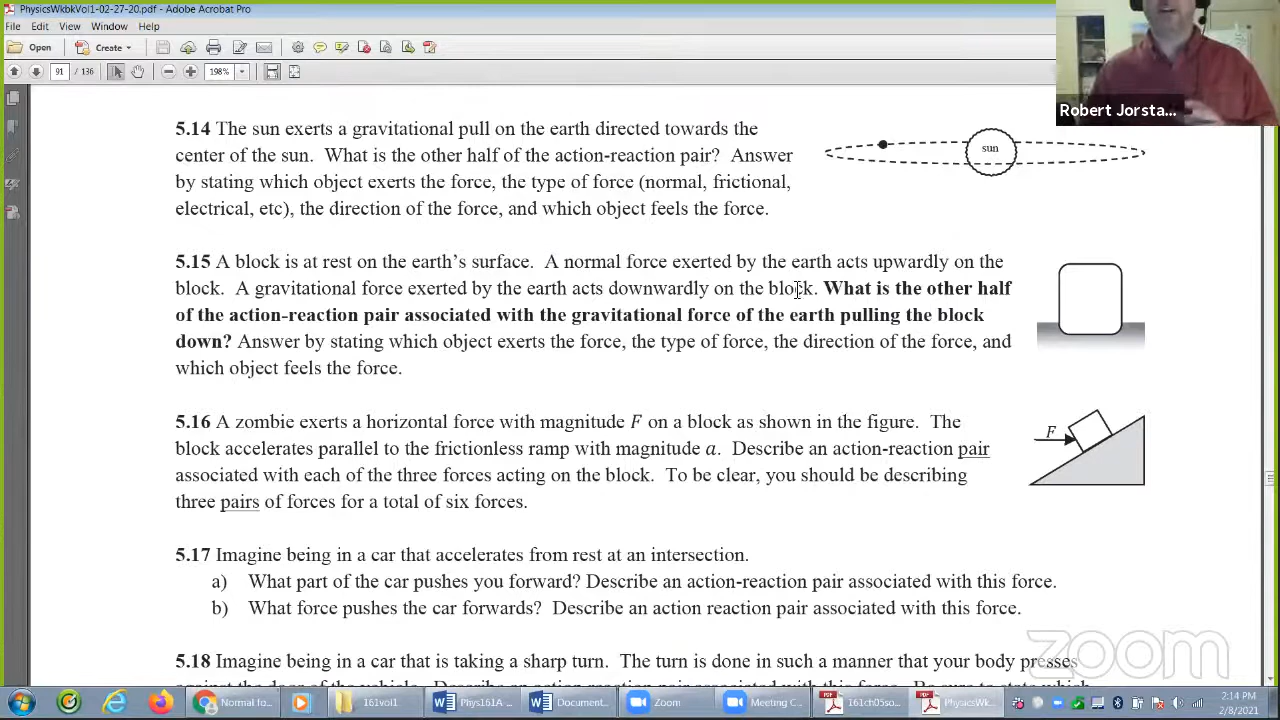 PhysicsWkbkVol1-02-27-20.pdf - Adobe Acrobat Pro
File Edit View Window Help
Open Create
91 / 136 198%
Robert Jorsta...
5.14 The sun exerts a gravitational pull on the earth directed towards the
center of the sun. What is the other half of the action-reaction pair? Answer
by stating which object exerts the force, the type of force (normal, frictional,
electrical, etc), the direction of the force, and which object feels the force.
sun
5.15 A block is at rest on the earth's surface. A normal force exerted by the earth acts upwardly on the
block. A gravitational force exerted by the earth acts downwardly on the block. What is the other half
of the action-reaction pair associated with the gravitational force of the earth pulling the block
down? Answer by stating which object exerts the force, the type of force, the direction of the force, and
which object feels the force.
5.16 A zombie exerts a horizontal force with magnitude F on a block as shown in the figure. The
block accelerates parallel to the frictionless ramp with magnitude a. Describe an action-reaction pair
associated with each of the three forces acting on the block. To be clear, you should be describing
three pairs of forces for a total of six forces.
F
5.17 Imagine being in a car that accelerates from rest at an intersection.
a) What part of the car pushes you forward? Describe an action-reaction pair associated with this force.
b) What force pushes the car forwards? Describe an action reaction pair associated with this force.
zoom
5.18 Imagine being in a car that is taking a sharp turn. The turn is done in such a manner that your body presses
Normal fo... 161vol1 Phys161A ... Document... Zoom Meeting C... 161ch05so... PhysicsWk... 2:14 PM
2/8/2021